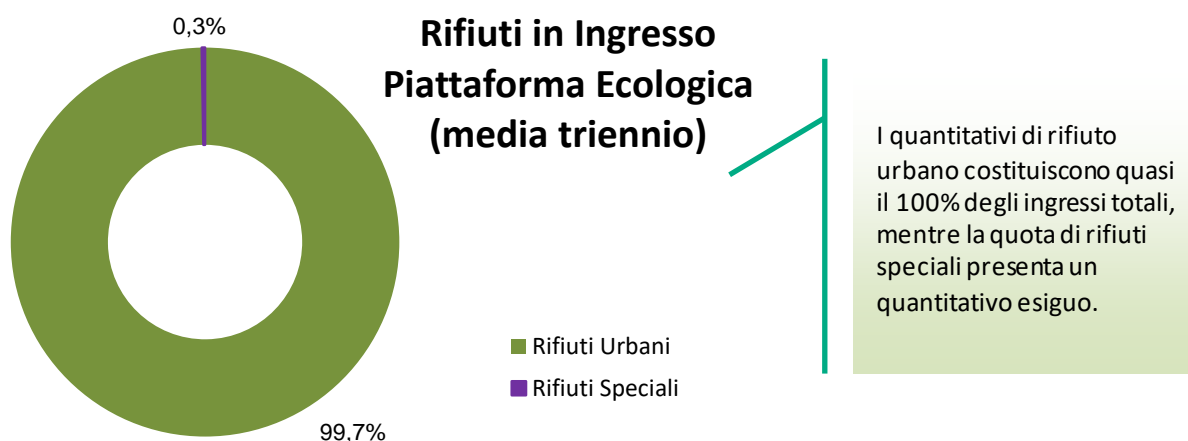 0,3%
Rifiuti in Ingresso
Piattaforma Ecologica
(media triennio)
I quantitativi di rifiuto
urbano costituiscono quasi
il 100% degli ingressi totali,
mentre la quota di rifiuti
speciali presenta un
quantitativo esiguo.
Rifiuti Urbani
Rifiuti Speciali
99,7%